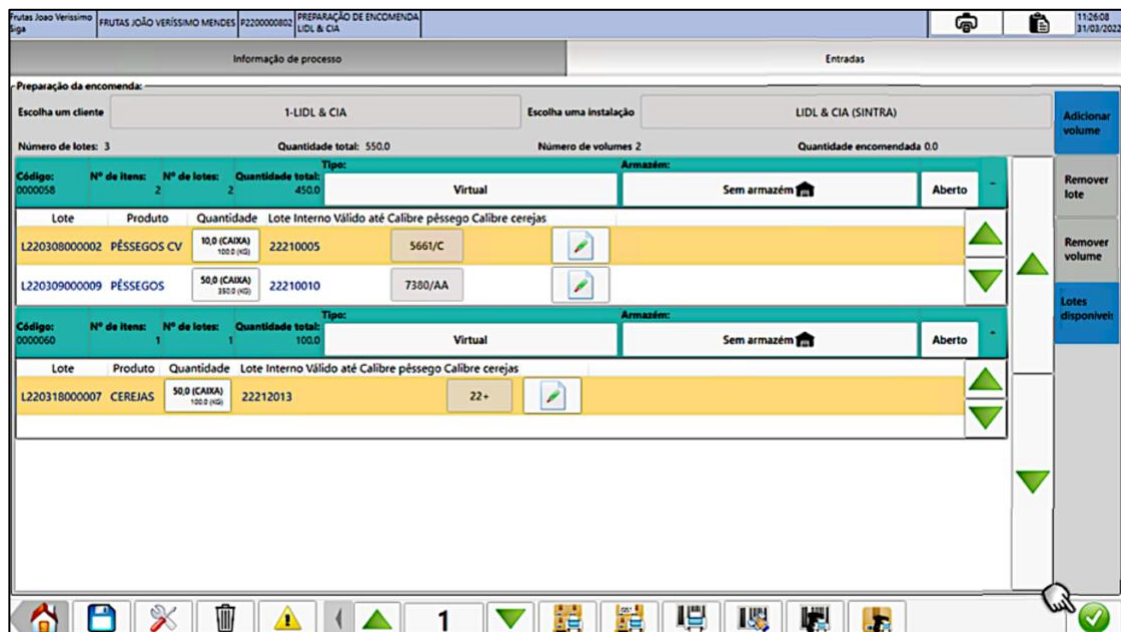 Frutas Joao Verissimo
Siga
FRUTAS JOÃO VERÍSSIMO MENDES
P2200000802
PREPARAÇÃO DE ENCOMENDA
LIDL & CIA
11:26:08
31/03/2022
Informação de processo
Entradas
Preparação da encomenda:
Escolha um cliente
1-LIDL & CIA
Escolha uma instalação
LIDL & CIA (SINTRA)
Adicionar
volume
Número de lotes: 3
Quantidade total: 550.0
Número de volumes 2
Quantidade encomendada 0.0
Remover
lote
Remover
volume
Lotes
disponíveis
Código: Nº de itens: Nº de lotes: Quantidade total: Tipo: Armazém:
0000058 2 2 450.0 Virtual Sem armazém Aberto -
Lote Produto Quantidade Lote Interno Válido até Calibre pêssego Calibre cerejas
L220308000002 PÊSSEGOS CV 10,0 (CAIXA) 22210005 5661/C
100.0 (KG)
L220309000009 PÊSSEGOS 50,0 (CAIXA) 22210010 7380/AA
350.0 (KG)
Código: Nº de itens: Nº de lotes: Quantidade total: Tipo: Armazém:
0000060 1 1 100.0 Virtual Sem armazém Aberto -
Lote Produto Quantidade Lote Interno Válido até Calibre pêssego Calibre cerejas
L220318000007 CEREJAS 50,0 (CAIXA) 22212013 22+
100.0 (KG)
1